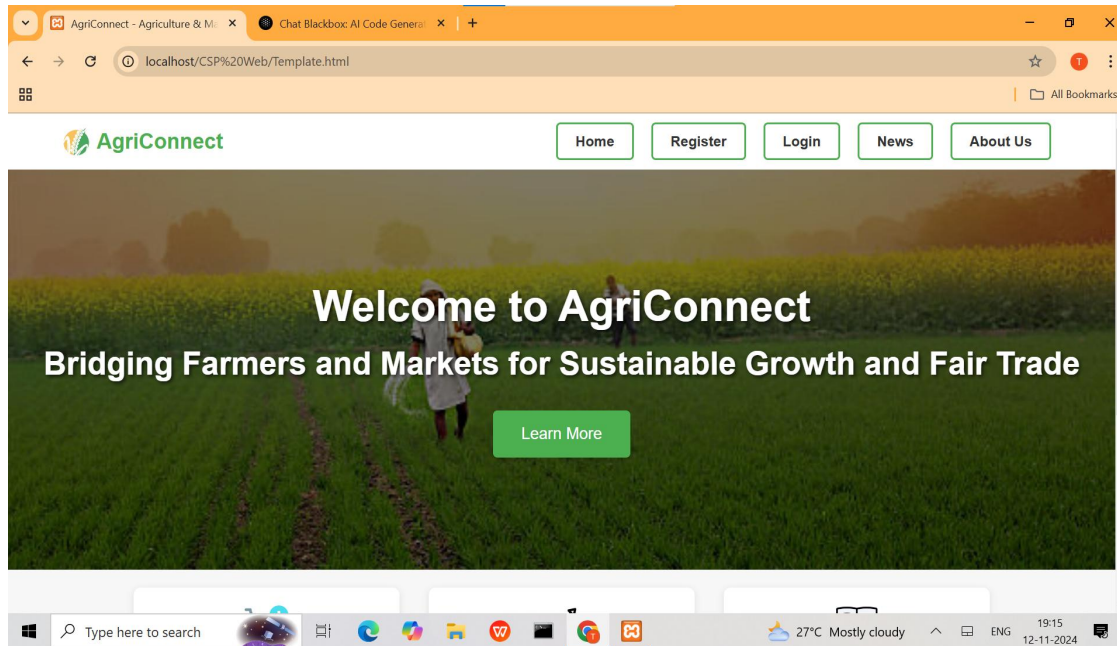 AgriConnect - Agriculture & Ma
Chat Blackbox: AI Code Generat
localhost/CSP%20Web/Template.html
T
All Bookmarks
AgriConnect
Home Register Login News About Us
Welcome to AgriConnect
Bridging Farmers and Markets for Sustainable Growth and Fair Trade
Learn More
Type here to search
27°C Mostly cloudy
ENG
19:15
12-11-2024